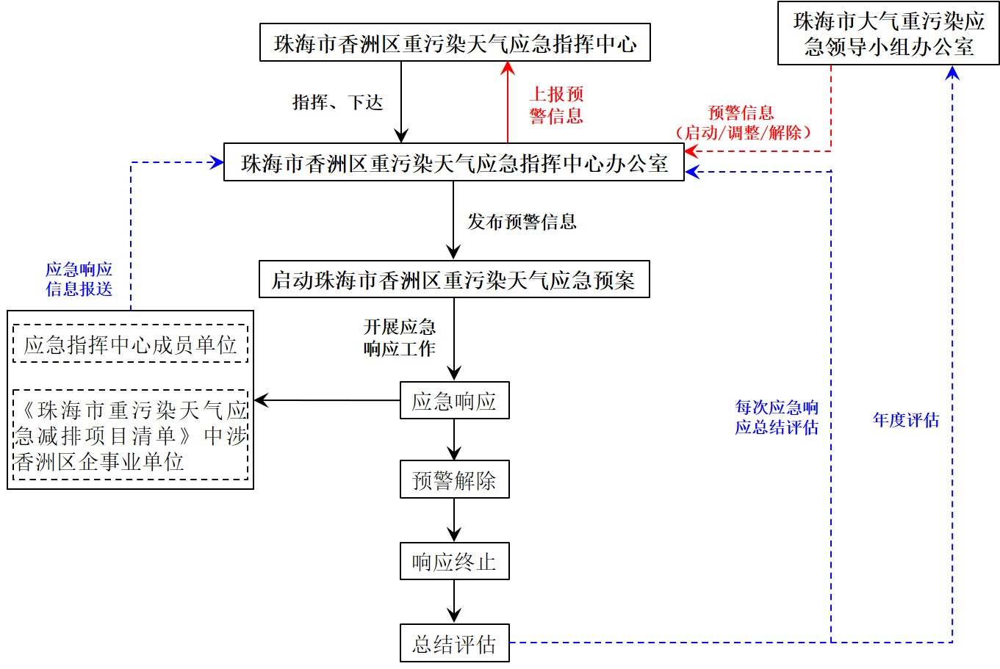 珠海市香洲区重污染天气应急指挥中心
珠海市大气重污染应
急领导小组办公室
指挥、下达
上报预
警信息
预警信息
（启动/调整/解除）
珠海市香洲区重污染天气应急指挥中心办公室
发布预警信息
启动珠海市香洲区重污染天气应急预案
应急响应
信息报送
开展应急
响应工作
应急指挥中心成员单位
《珠海市重污染天气应
急减排项目清单》中涉
香洲区企事业单位
应急响应
每次应急响
应总结评估
年度评估
预警解除
响应终止
总结评估